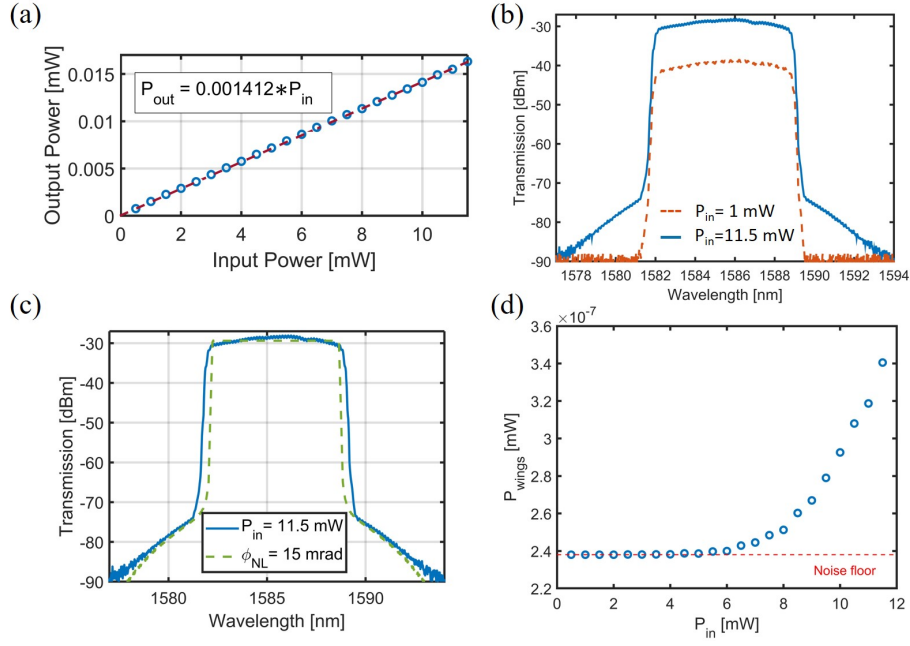 (a)
Output Power [mW]
0.015
0.01
0.005
0
P_out = 0.001412*P_in
0 2 4 6 8 10
Input Power [mW]
(b)
Transmission [dBm]
-30
-40
-50
-60
-70
-80
-90
P_in= 1 mW
P_in=11.5 mW
1578 1580 1582 1584 1586 1588 1590 1592 1594
Wavelength [nm]
(c)
Transmission [dBm]
-30
-40
-50
-60
-70
-80
-90
P_in= 11.5 mW
ϕ_NL = 15 mrad
1580 1585 1590
Wavelength [nm]
(d)
×10^-7
P_wings [mW]
3.6
3.4
3.2
3
2.8
2.6
2.4
2.2
Noise floor
0 2 4 6 8 10 12
P_in [mW]